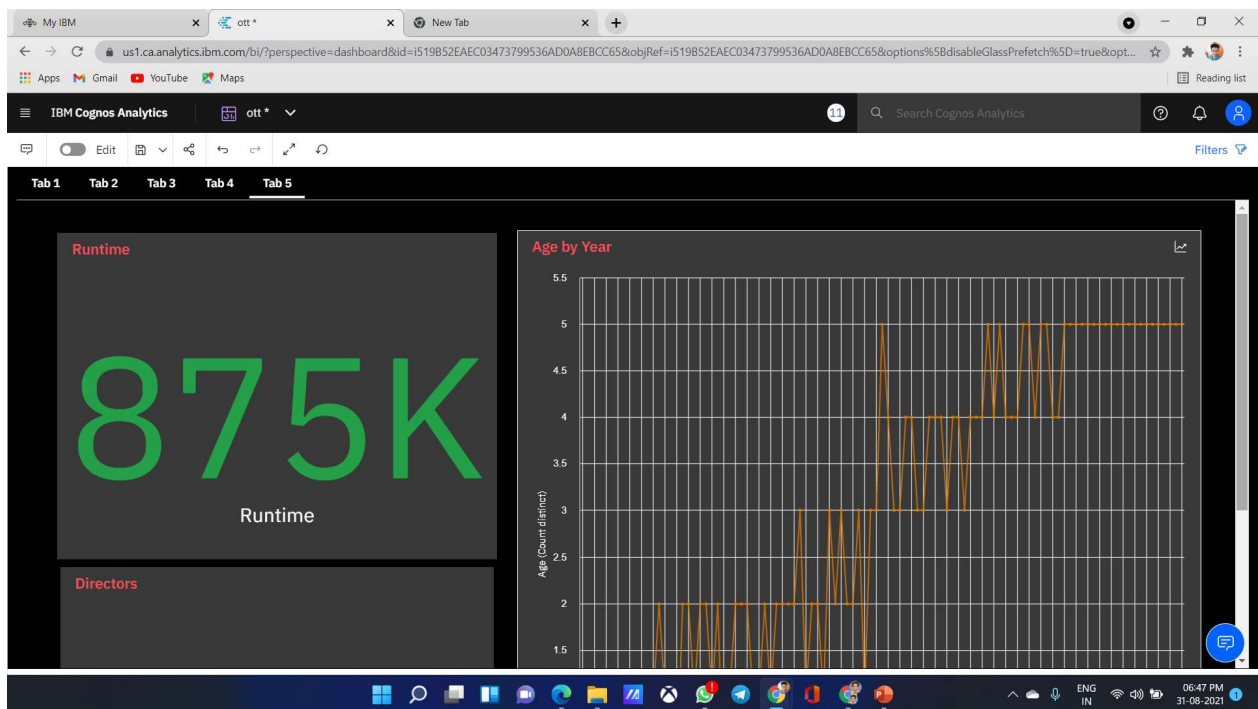 My IBM
ott *
New Tab
us1.ca.analytics.ibm.com/bi/?perspective=dashboard&id=i519B52EAEC03473799536AD0A8EBCC65&objRef=i519B52EAEC03473799536AD0A8EBCC65&options%5BdisableGlassPrefetch%5D=true&opt...
Apps Gmail YouTube Maps
Reading list
IBM Cognos Analytics
ott *
11
Search Cognos Analytics
Edit
Filters
Tab 1 Tab 2 Tab 3 Tab 4 Tab 5
Runtime
875K
Runtime
Directors
Age by Year
5.5
5
4.5
4
3.5
3
2.5
2
1.5
Age (Count distinct)
ENG
IN
06:47 PM
31-08-2021
1